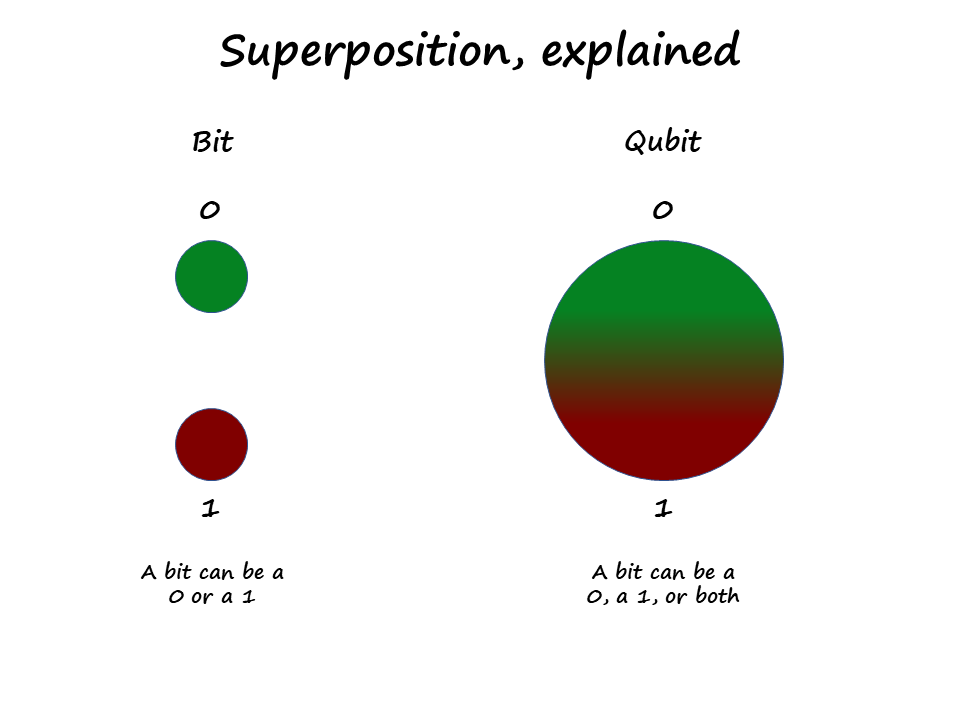 Superposition, explained
Bit
0
1
A bit can be a
0 or a 1
Qubit
0
1
A bit can be a
0, a 1, or both